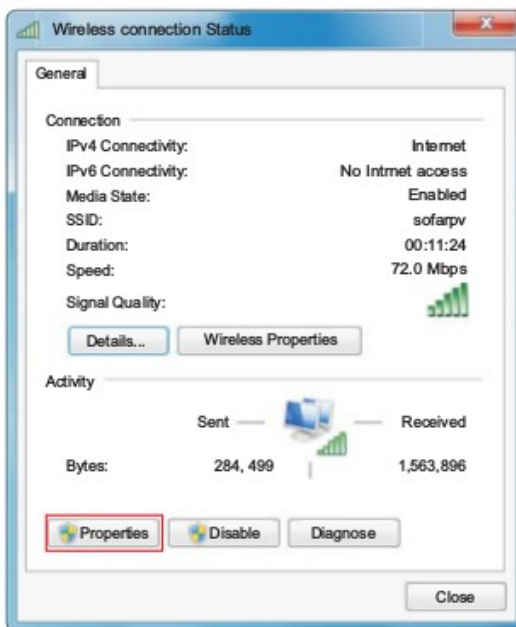 Wireless connection Status
General
Connection
IPv4 Connectivity: Internet
IPv6 Connectivity: No Intrnet access
Media State: Enabled
SSID: sofarpv
Duration: 00:11:24
Speed: 72.0 Mbps
Signal Quality:
Details... Wireless Properties
Activity
Sent Received
Bytes: 284, 499 1,563,896
Properties Disable Diagnose
Close